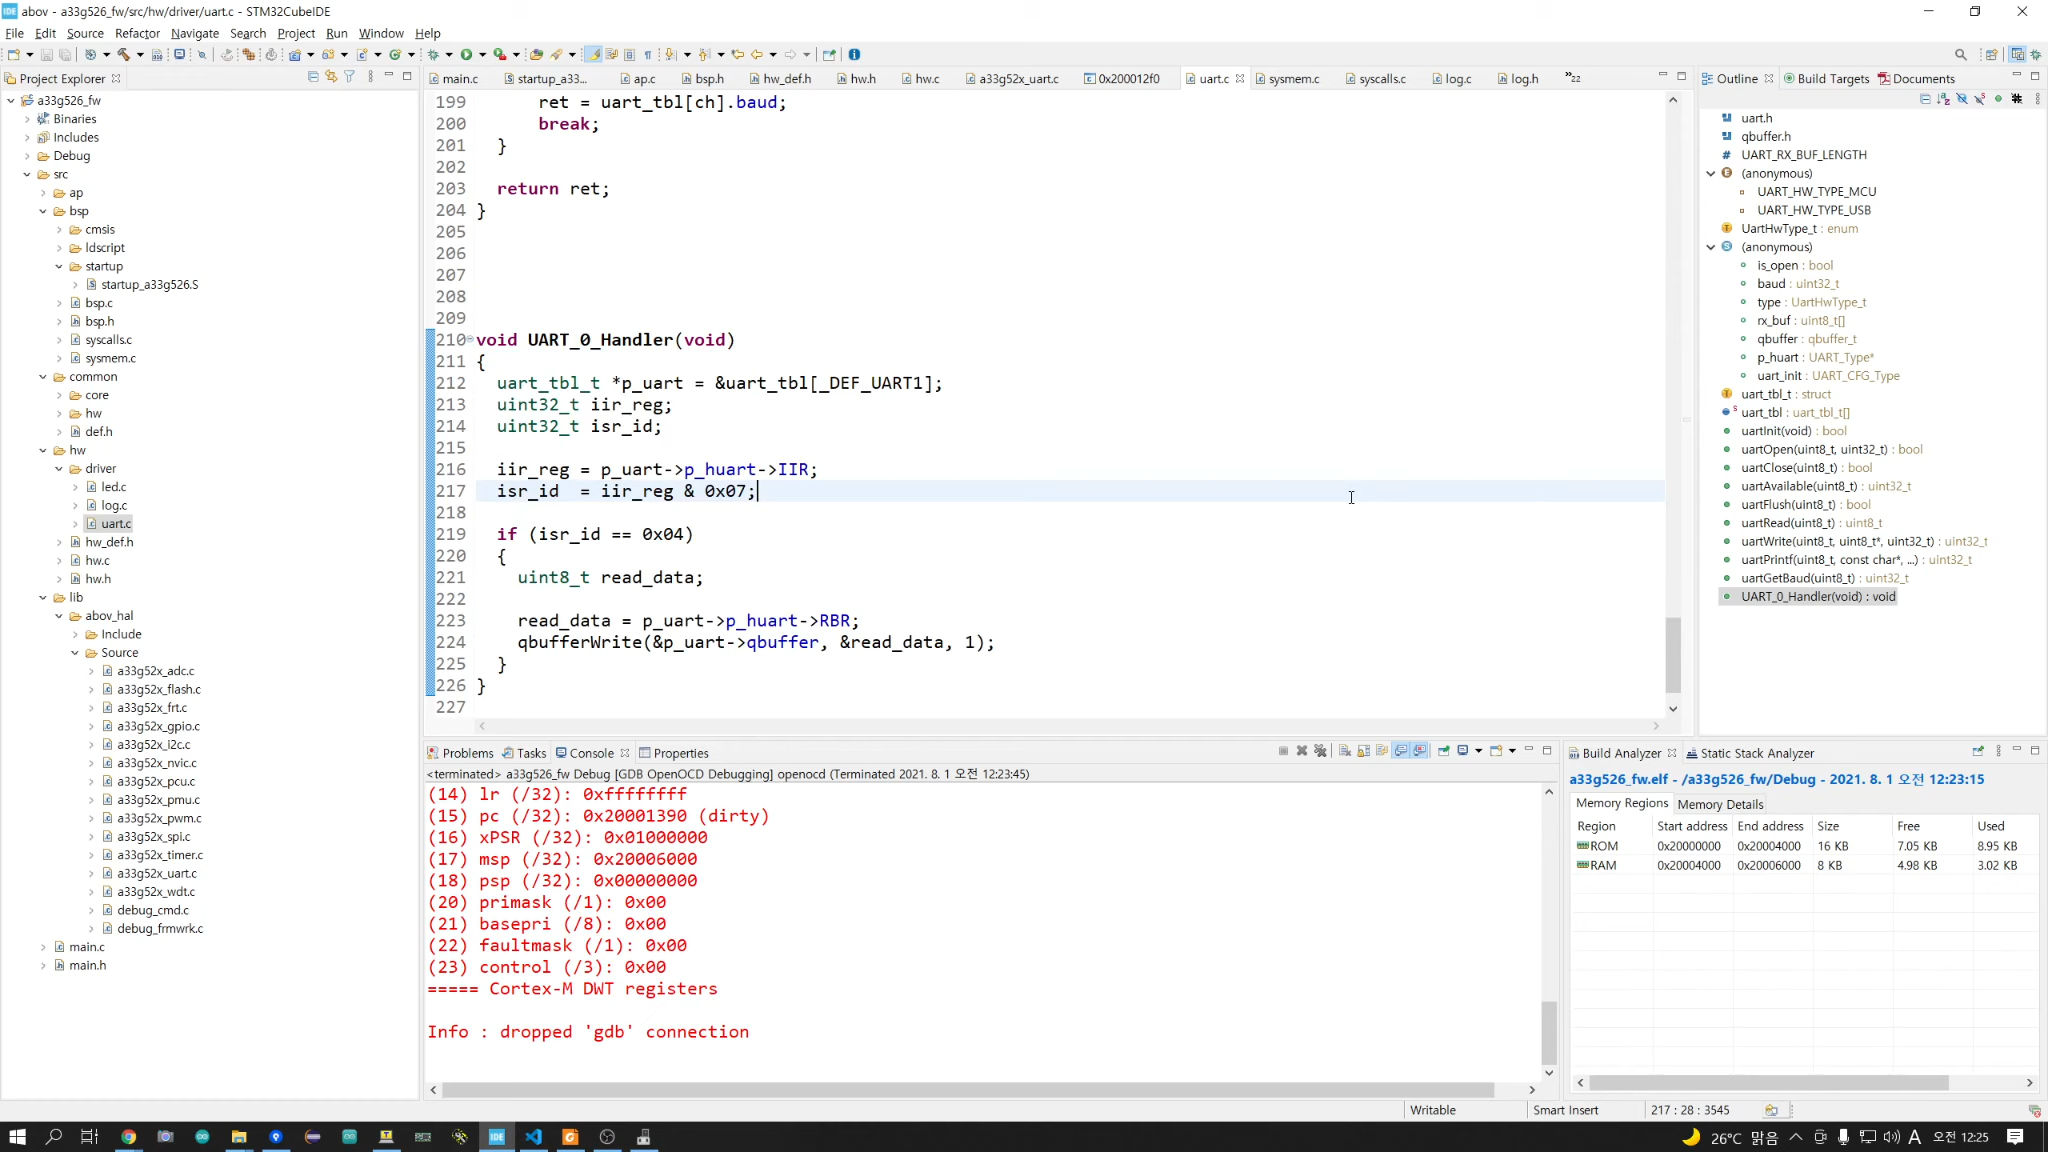 IDE abov - a33g526_fw/src/hw/driver/uart.c - STM32CubeIDE
File Edit Source Refactor Navigate Search Project Run Window Help
Project Explorer
a33g526_fw
Binaries
Includes
Debug
src
ap
bsp
cmsis
ldscript
startup
startup_a33g526.S
bsp.c
bsp.h
syscalls.c
sysmem.c
common
core
hw
def.h
hw
driver
led.c
log.c
uart.c
hw_def.h
hw.c
hw.h
lib
abov_hal
Include
Source
a33g52x_adc.c
a33g52x_flash.c
a33g52x_frt.c
a33g52x_gpio.c
a33g52x_i2c.c
a33g52x_nvic.c
a33g52x_pcu.c
a33g52x_pmu.c
a33g52x_pwm.c
a33g52x_spi.c
a33g52x_timer.c
a33g52x_uart.c
a33g52x_wdt.c
debug_cmd.c
debug_frmwrk.c
main.c
main.h
main.c startup_a33... ap.c bsp.h hw_def.h hw.h hw.c a33g52x_uart.c 0x200012f0 uart.c sysmem.c syscalls.c log.c log.h »22
199 ret = uart_tbl[ch].baud;
200 break;
201 }
202
203 return ret;
204 }
205
206
207
208
209
210 void UART_0_Handler(void)
211 {
212 uart_tbl_t *p_uart = &uart_tbl[_DEF_UART1];
213 uint32_t iir_reg;
214 uint32_t isr_id;
215
216 iir_reg = p_uart->p_huart->IIR;
217 isr_id  = iir_reg & 0x07;
218
219 if (isr_id == 0x04)
220 {
221 uint8_t read_data;
222
223 read_data = p_uart->p_huart->RBR;
224 qbufferWrite(&p_uart->qbuffer, &read_data, 1);
225 }
226 }
227
Outline Build Targets Documents
uart.h
qbuffer.h
UART_RX_BUF_LENGTH
(anonymous)
UART_HW_TYPE_MCU
UART_HW_TYPE_USB
UartHwType_t : enum
(anonymous)
is_open : bool
baud : uint32_t
type : UartHwType_t
rx_buf : uint8_t[]
qbuffer : qbuffer_t
p_huart : UART_Type*
uart_init : UART_CFG_Type
uart_tbl_t : struct
uart_tbl : uart_tbl_t[]
uartInit(void) : bool
uartOpen(uint8_t, uint32_t) : bool
uartClose(uint8_t) : bool
uartAvailable(uint8_t) : uint32_t
uartFlush(uint8_t) : bool
uartRead(uint8_t) : uint8_t
uartWrite(uint8_t, uint8_t*, uint32_t) : uint32_t
uartPrintf(uint8_t, const char*, ...) : uint32_t
uartGetBaud(uint8_t) : uint32_t
UART_0_Handler(void) : void
Problems Tasks Console Properties
<terminated> a33g526_fw Debug [GDB OpenOCD Debugging] openocd (Terminated 2021. 8. 1 오전 12:23:45)
(14) lr (/32): 0xffffffff
(15) pc (/32): 0x20001390 (dirty)
(16) xPSR (/32): 0x01000000
(17) msp (/32): 0x20006000
(18) psp (/32): 0x00000000
(20) primask (/1): 0x00
(21) basepri (/8): 0x00
(22) faultmask (/1): 0x00
(23) control (/3): 0x00
===== Cortex-M DWT registers
Info : dropped 'gdb' connection
Build Analyzer Static Stack Analyzer
a33g526_fw.elf - /a33g526_fw/Debug - 2021. 8. 1 오전 12:23:15
Memory Regions Memory Details
Region Start address End address Size Free Used
ROM 0x20000000 0x20004000 16 KB 7.05 KB 8.95 KB
RAM 0x20004000 0x20006000 8 KB 4.98 KB 3.02 KB
Writable Smart Insert 217 : 28 : 3545
IDE 26°C 맑음 A 오전 12:25